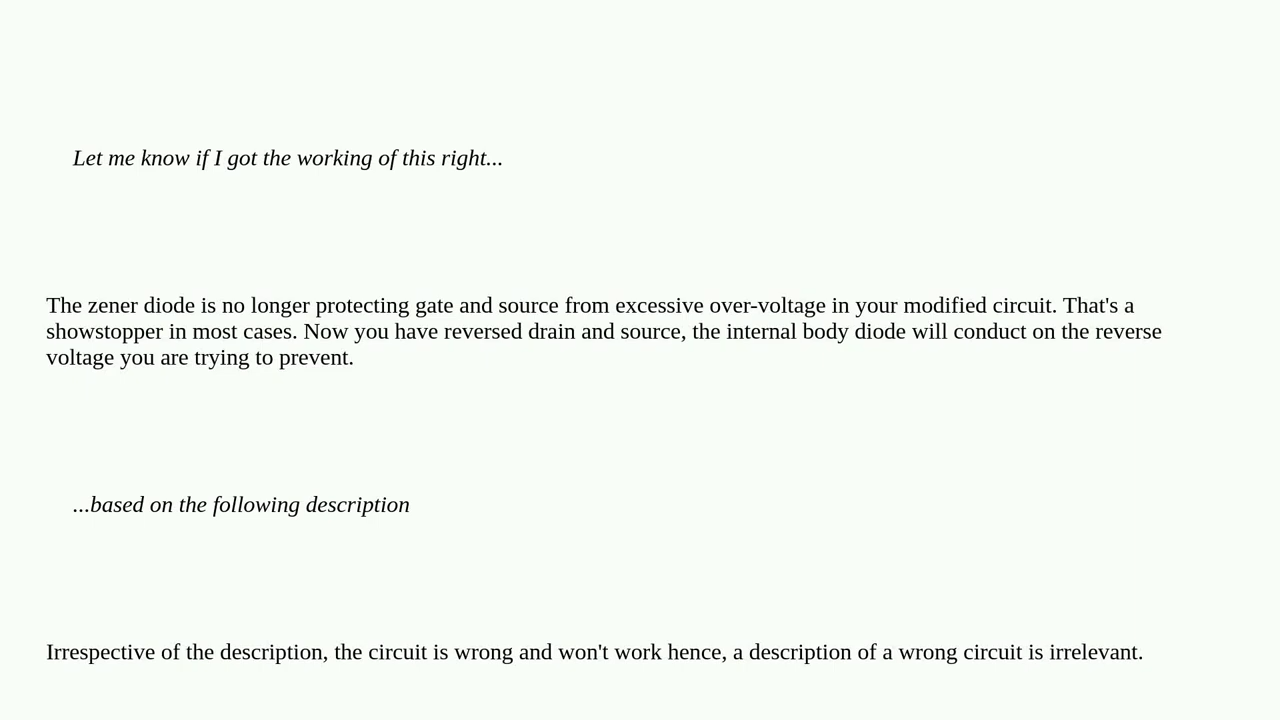 Let me know if I got the working of this right...
The zener diode is no longer protecting gate and source from excessive over-voltage in your modified circuit. That's a
showstopper in most cases. Now you have reversed drain and source, the internal body diode will conduct on the reverse
voltage you are trying to prevent.
...based on the following description
Irrespective of the description, the circuit is wrong and won't work hence, a description of a wrong circuit is irrelevant.